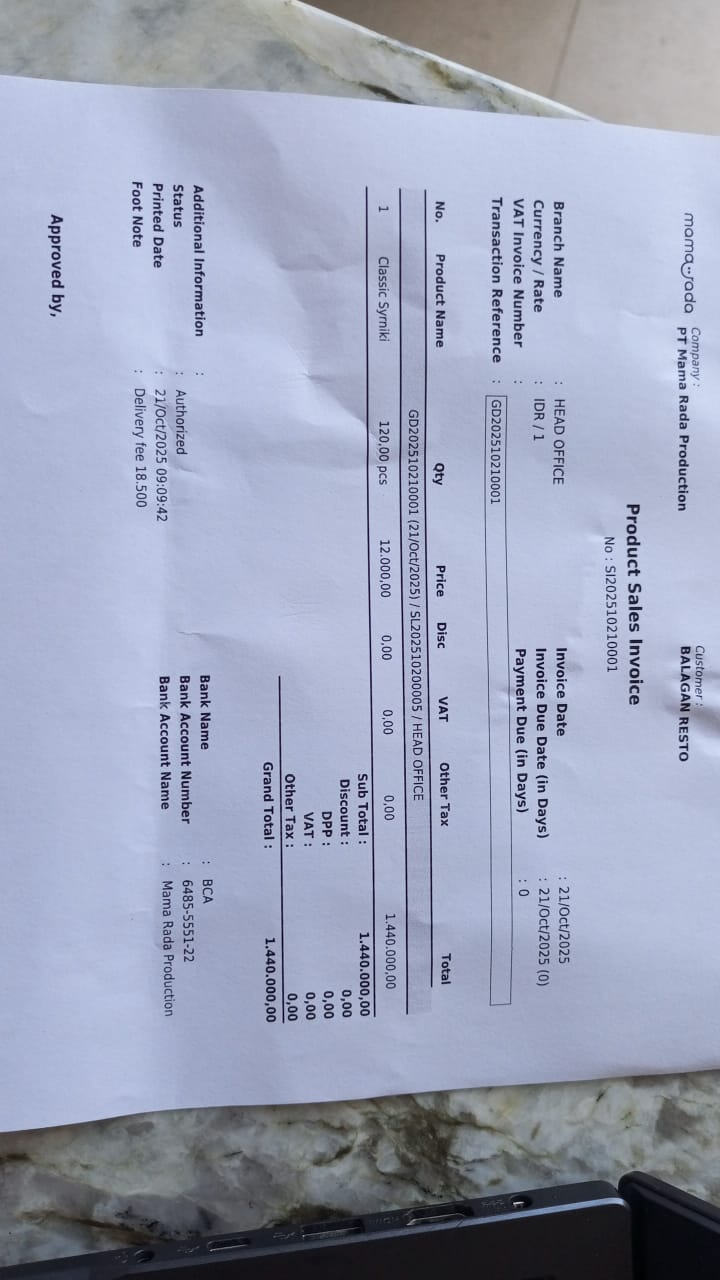 mama rada
Company :
PT Mama Rada Production
Customer :
BALAGAN RESTO
Product Sales Invoice
No : SI202510210001
Branch Name : HEAD OFFICE
Currency / Rate : IDR / 1
VAT Invoice Number :
Transaction Reference : GD202510210001
Invoice Date : 21/Oct/2025
Invoice Due Date (in Days) : 21/Oct/2025 (0)
Payment Due (in Days) : 0
No. Product Name Qty Price Disc VAT Other Tax Total
GD202510210001 (21/Oct/2025) / SL202510200005 / HEAD OFFICE
1 Classic Symiki 120,00 pcs 12.000,00 0,00 0,00 0,00 1.440.000,00
Sub Total : 1.440.000,00
Discount : 0,00
DPP : 0,00
VAT : 0,00
Other Tax : 0,00
Grand Total : 1.440.000,00
Additional Information :
Status : Authorized
Printed Date : 21/Oct/2025 09:09:42
Foot Note : Delivery fee 18.500
Bank Name : BCA
Bank Account Number : 6485-5551-22
Bank Account Name : Mama Rada Production
Approved by,